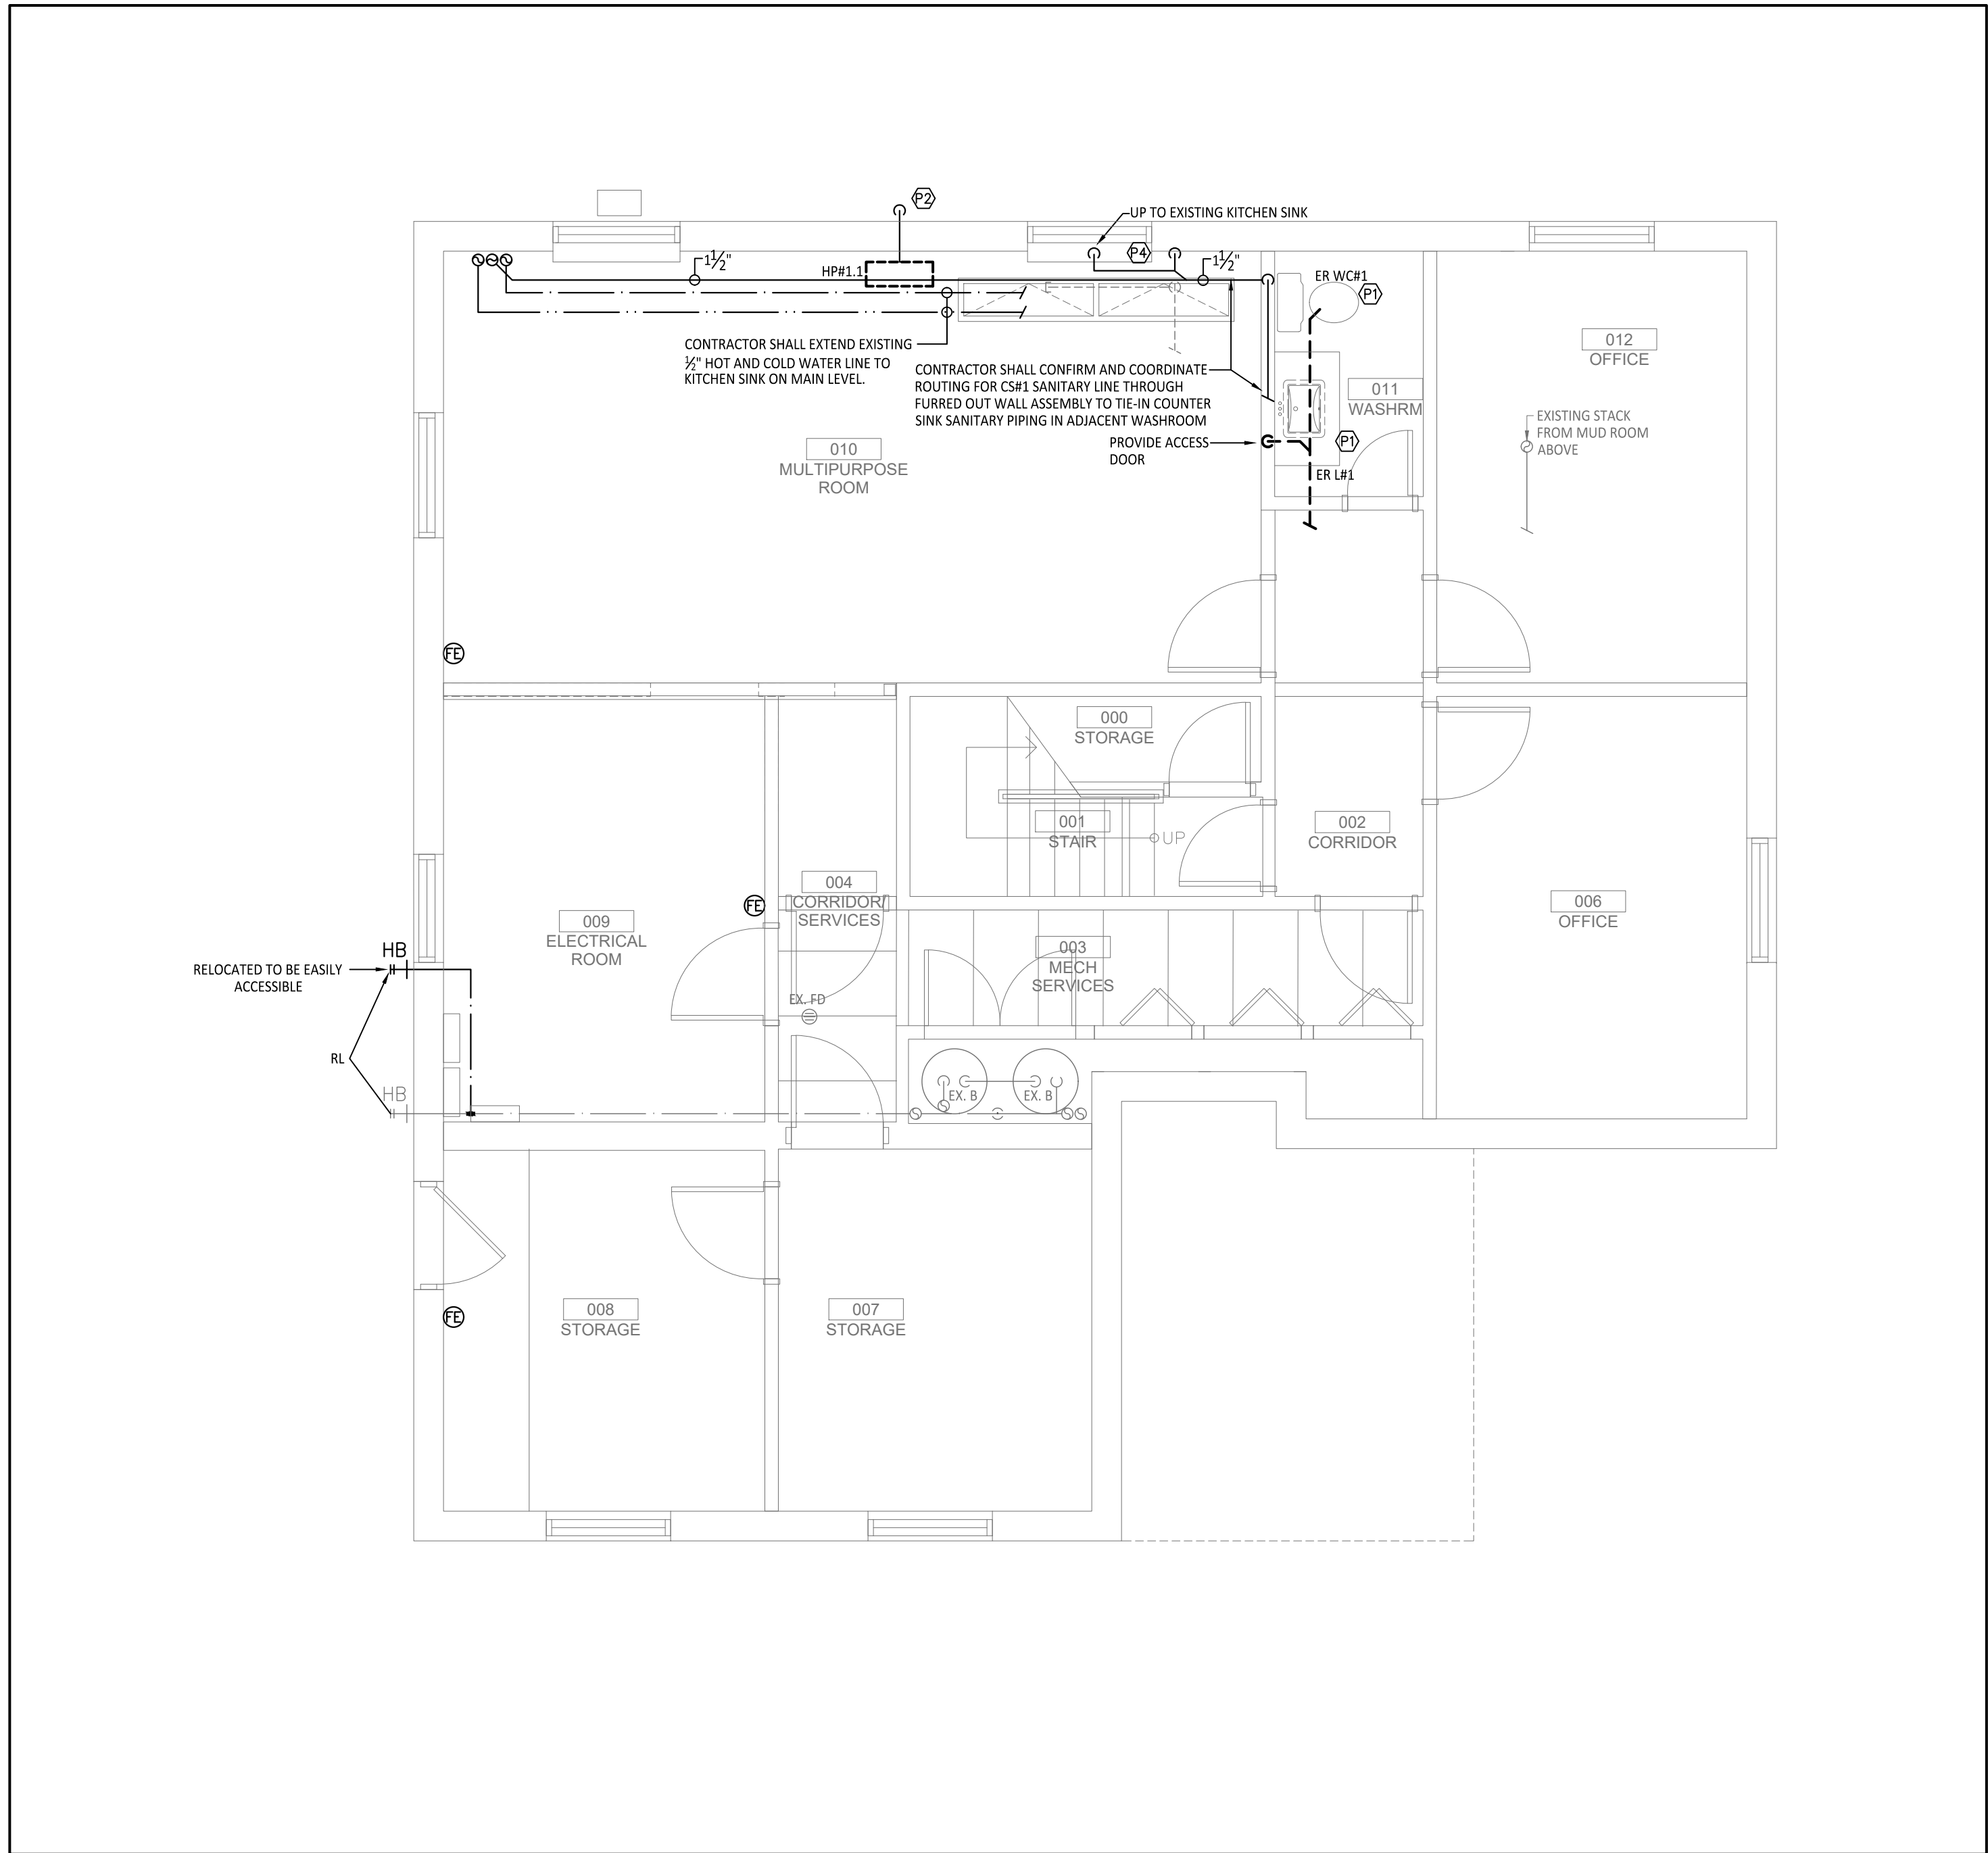 P2
UP TO EXISTING KITCHEN SINK
P4
1½"
1½"
HP#1.1
ER WC#1
P1
CONTRACTOR SHALL EXTEND EXISTING
½" HOT AND COLD WATER LINE TO
KITCHEN SINK ON MAIN LEVEL.
CONTRACTOR SHALL CONFIRM AND COORDINATE
ROUTING FOR CS#1 SANITARY LINE THROUGH
FURRED OUT WALL ASSEMBLY TO TIE-IN COUNTER
SINK SANITARY PIPING IN ADJACENT WASHROOM
PROVIDE ACCESS
DOOR
012
OFFICE
011
WASHRM
EXISTING STACK
FROM MUD ROOM
ABOVE
P1
ER L#1
010
MULTIPURPOSE
ROOM
FE
000
STORAGE
001
STAIR
UP
002
CORRIDOR
004
CORRIDOR/
SERVICES
FE
009
ELECTRICAL
ROOM
006
OFFICE
003
MECH
SERVICES
HB
RELOCATED TO BE EASILY
ACCESSIBLE
EX. FD
RL
HB
EX. B
EX. B
FE
008
STORAGE
007
STORAGE